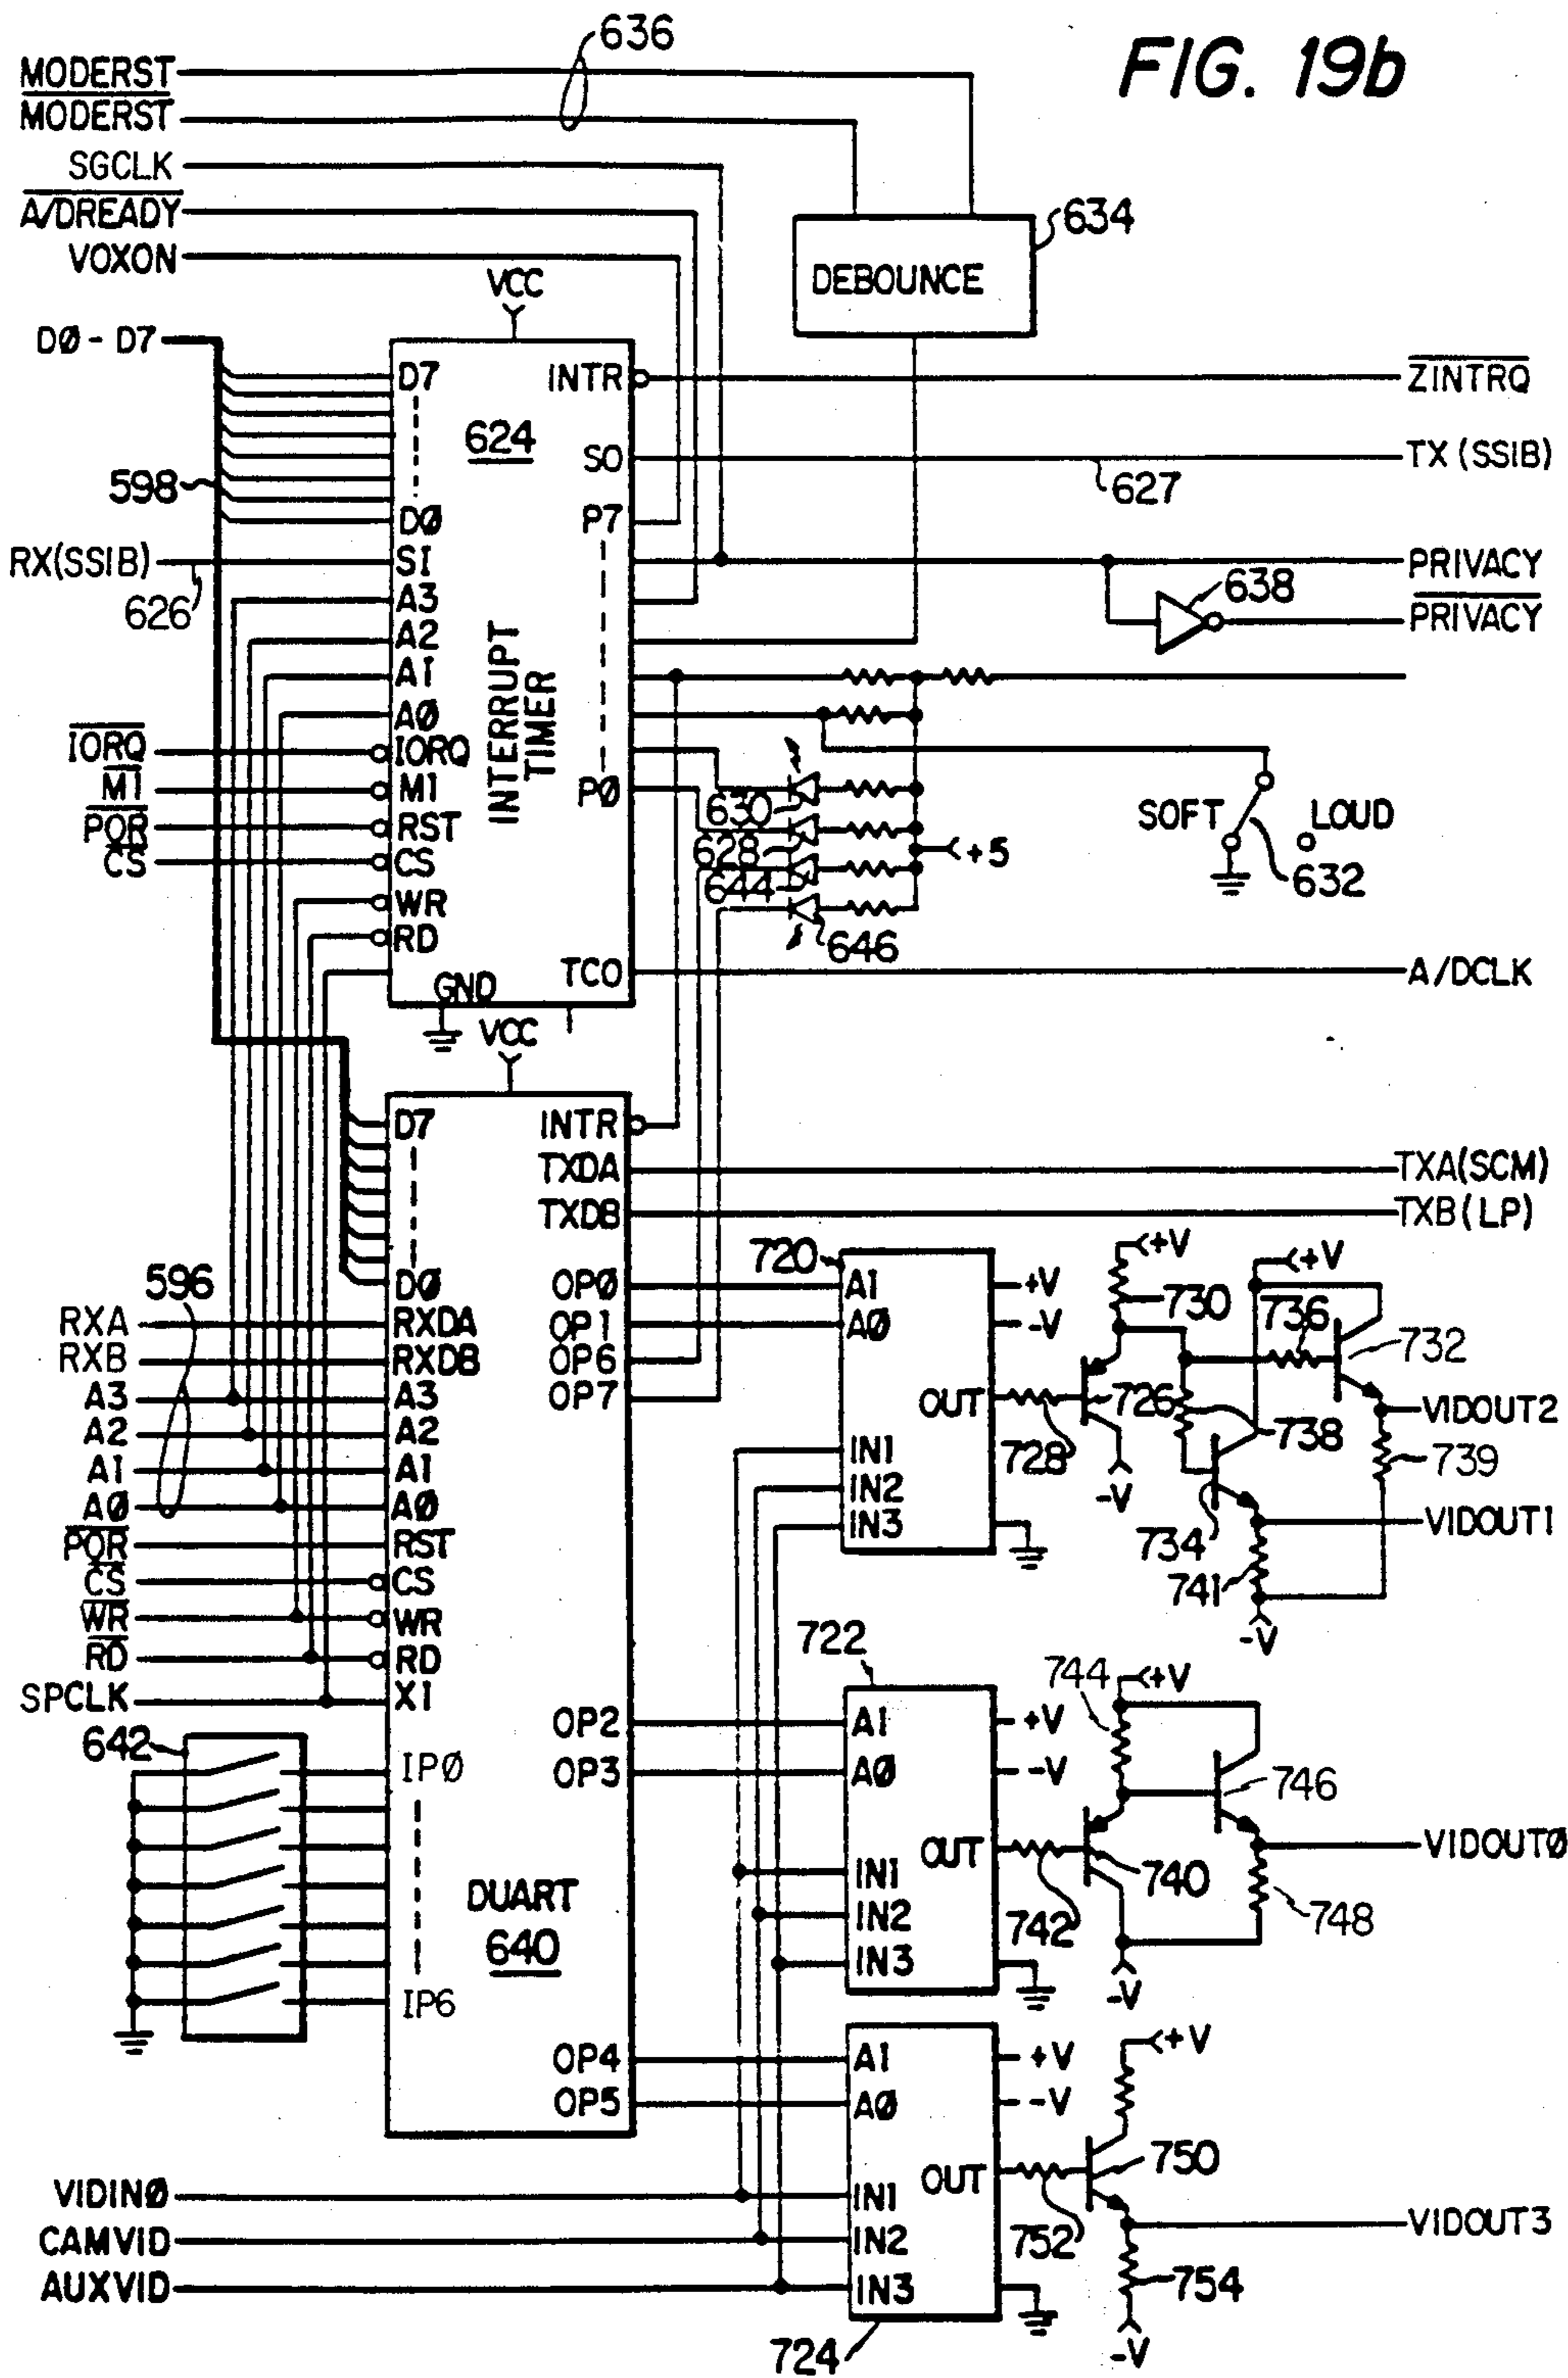 FIG. 19b
636
MODERST
MODERST
SGCLK
A/DREADY
VOXON
634
DEBOUNCE
VCC
D0 - D7
D7
INTR
ZINTRQ
624
SO
TX (SSIB)
627
598
D0
P7
RX(SSIB)
SI
PRIVACY
626
A3
638
PRIVACY
A2
A1
A0
INTERRUPT
TIMER
IORQ
IORQ
M1
M1
P0
630
SOFT
LOUD
POR
RST
628
+5
CS
CS
644
632
WR
646
RD
TCO
A/DCLK
GND
VCC
D7
INTR
TXDA
TXA(SCM)
TXDB
TXB(LP)
720
+V
+V
596
D0
OP0
A1
+V
730
736
RXA
RXDA
OP1
A0
-V
732
RXB
RXDB
OP6
A3
A3
OP7
OUT
726
VIDOUT2
A2
A2
728
738
739
A1
A1
IN1
-V
A0
A0
IN2
IN3
VIDOUT1
POR
RST
734
CS
CS
741
WR
WR
-V
RD
RD
722
744
+V
SPCLK
X1
OP2
A1
+V
642
IP0
OP3
A0
-V
746
OUT
VIDOUT0
IN1
740
DUART
IN2
742
748
640
IN3
-V
IP6
+V
OP4
A1
+V
OP5
A0
-V
OUT
750
VIDIN0
IN1
VIDOUT3
CAMVID
IN2
752
AUXVID
IN3
754
724
-V